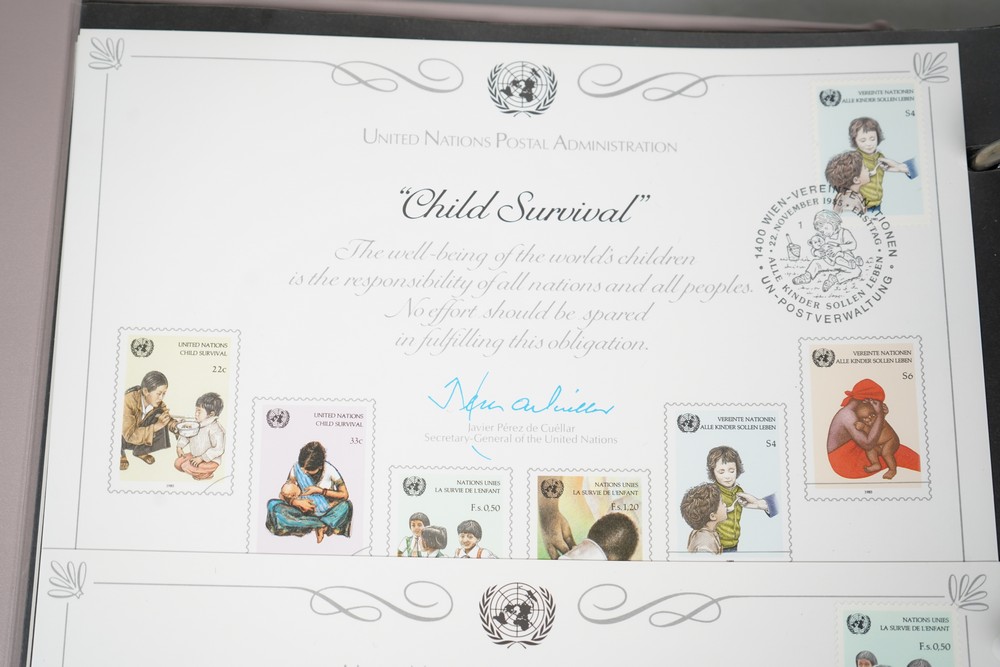 VEREINTE NATIONEN
ALLE KINDER SOLLEN LEBEN
S4
UNITED NATIONS POSTAL ADMINISTRATION
"Child Survival"
The well-being of the world's children
is the responsibility of all nations and all peoples.
No effort should be spared
in fulfilling this obligation.
1400 WIEN-VEREINTE NATIONEN
22. NOVEMBER 1985 · ERSTTAG ·
1
ALLE KINDER SOLLEN LEBEN
· UN-POSTVERWALTUNG ·
Javier Pérez de Cuéllar
Secretary-General of the United Nations
UNITED NATIONS
CHILD SURVIVAL
22c
1985
UNITED NATIONS
CHILD SURVIVAL
33c
NATIONS UNIES
LA SURVIE DE L'ENFANT
F.s. 0,50
NATIONS UNIES
LA SURVIE DE L'ENFANT
F.s. 1,20
VEREINTE NATIONEN
ALLE KINDER SOLLEN LEBEN
S4
VEREINTE NATIONEN
ALLE KINDER SOLLEN LEBEN
S6
1985
NATIONS UNIES
LA SURVIE DE L'ENFANT
F.s. 0,50